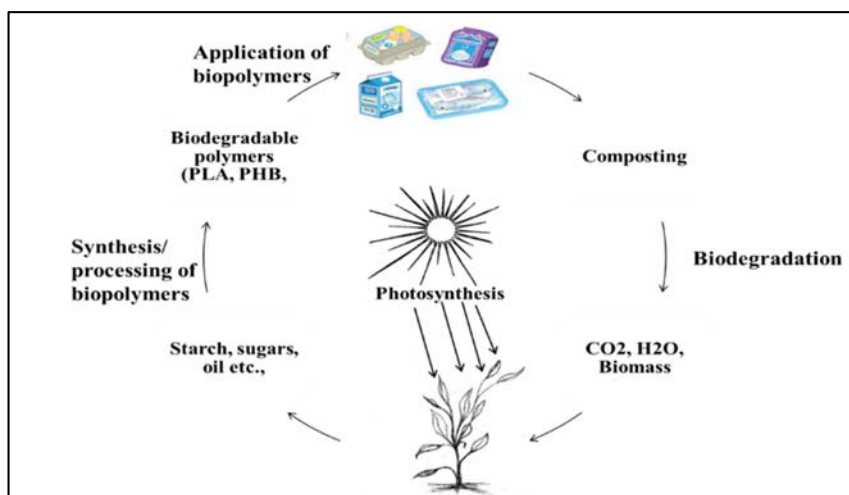 Application of
biopolymers
Biodegradable
polymers
(PLA, PHB,
Composting
Synthesis/
processing of
biopolymers
Photosynthesis
Biodegradation
Starch, sugars,
oil etc.,
CO2, H2O,
Biomass